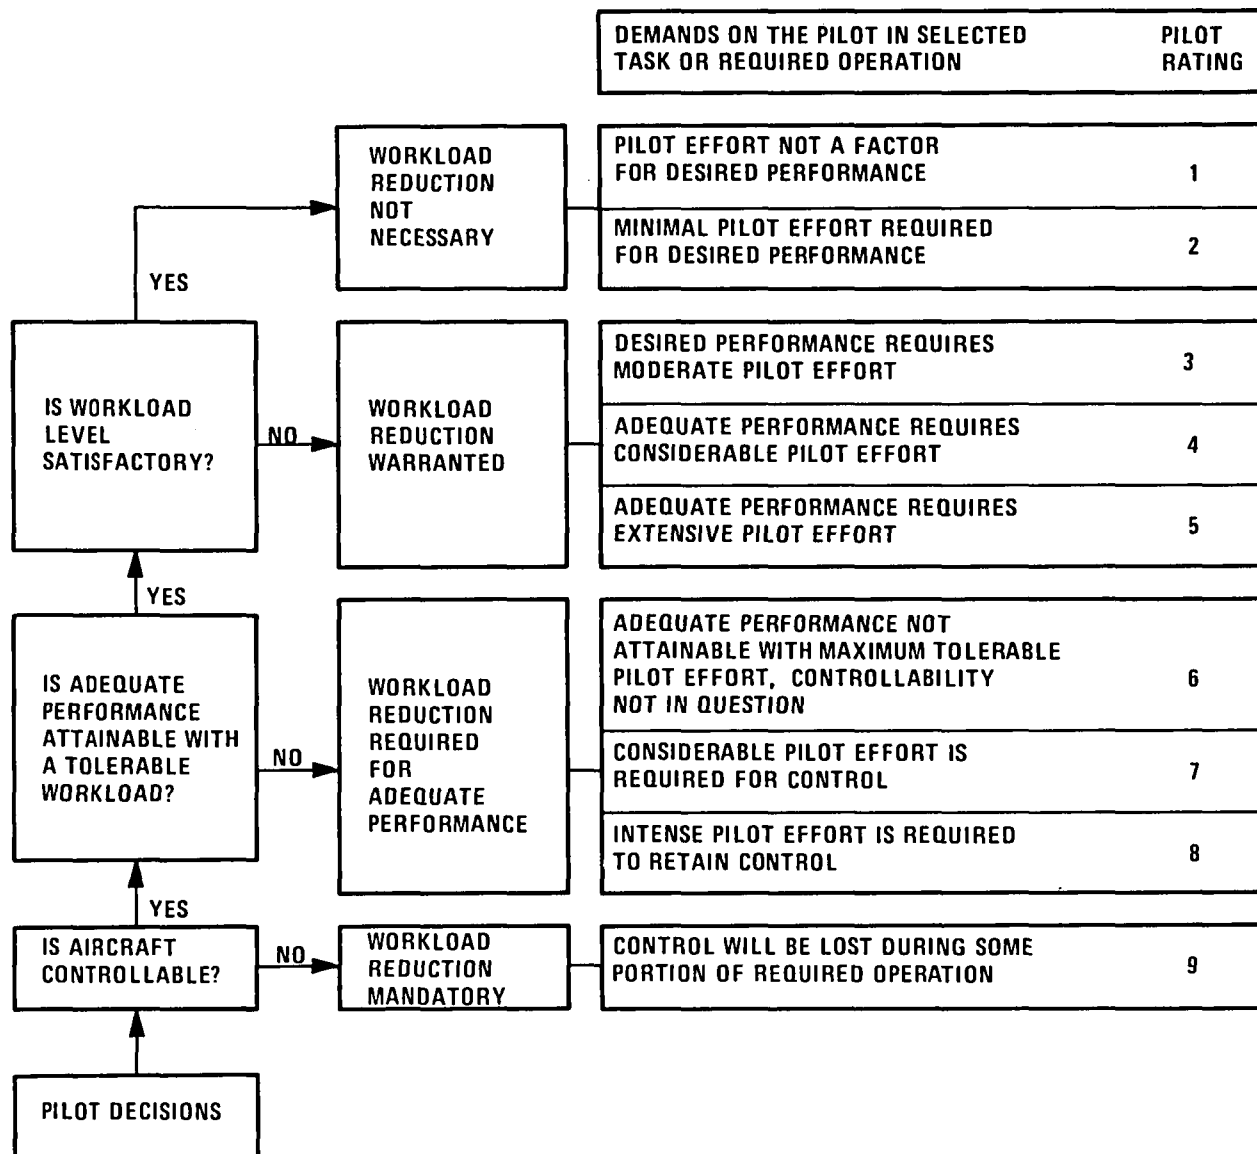 DEMANDS ON THE PILOT IN SELECTED
TASK OR REQUIRED OPERATION
PILOT
RATING
WORKLOAD
REDUCTION
NOT
NECESSARY
PILOT EFFORT NOT A FACTOR
FOR DESIRED PERFORMANCE
1
MINIMAL PILOT EFFORT REQUIRED
FOR DESIRED PERFORMANCE
2
YES
IS WORKLOAD
LEVEL
SATISFACTORY?
NO
WORKLOAD
REDUCTION
WARRANTED
DESIRED PERFORMANCE REQUIRES
MODERATE PILOT EFFORT
3
ADEQUATE PERFORMANCE REQUIRES
CONSIDERABLE PILOT EFFORT
4
ADEQUATE PERFORMANCE REQUIRES
EXTENSIVE PILOT EFFORT
5
YES
IS ADEQUATE
PERFORMANCE
ATTAINABLE WITH
A TOLERABLE
WORKLOAD?
NO
WORKLOAD
REDUCTION
REQUIRED
FOR
ADEQUATE
PERFORMANCE
ADEQUATE PERFORMANCE NOT
ATTAINABLE WITH MAXIMUM TOLERABLE
PILOT EFFORT, CONTROLLABILITY
NOT IN QUESTION
6
CONSIDERABLE PILOT EFFORT IS
REQUIRED FOR CONTROL
7
INTENSE PILOT EFFORT IS REQUIRED
TO RETAIN CONTROL
8
YES
IS AIRCRAFT
CONTROLLABLE?
NO
WORKLOAD
REDUCTION
MANDATORY
CONTROL WILL BE LOST DURING SOME
PORTION OF REQUIRED OPERATION
9
PILOT DECISIONS